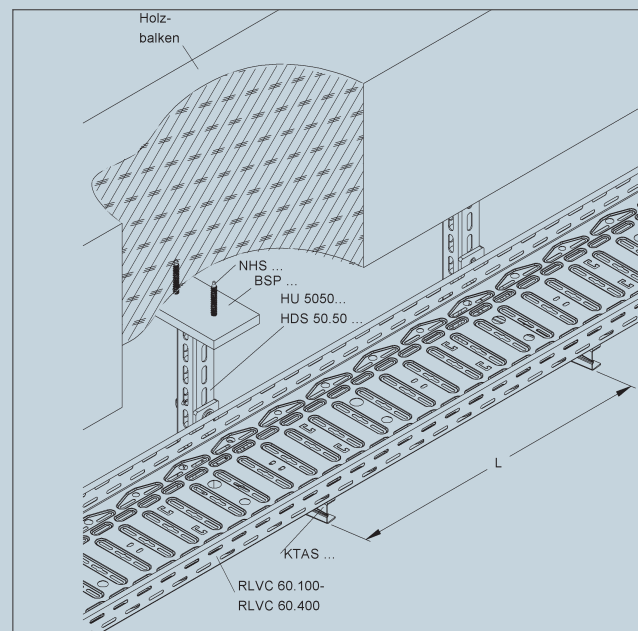 Holz-
balken
NHS ...
BSP ...
HU 5050...
HDS 50.50 ...
L
KTAS ...
RLVC 60.100-
RLVC 60.400